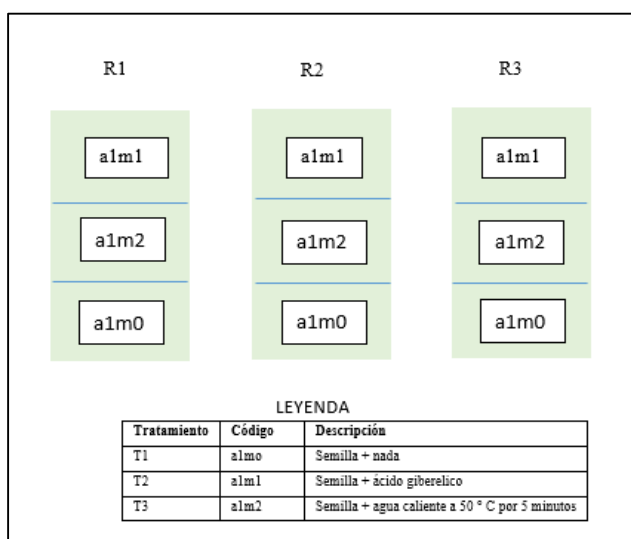 R1 R2 R3
a1m1 a1m1 a1m1
a1m2 a1m2 a1m2
a1m0 a1m0 a1m0
LEYENDA
Tratamiento Código Descripción
T1 a1mo Semilla + nada
T2 a1m1 Semilla + ácido giberelico
T3 a1m2 Semilla + agua caliente a 50 ° C por 5 minutos